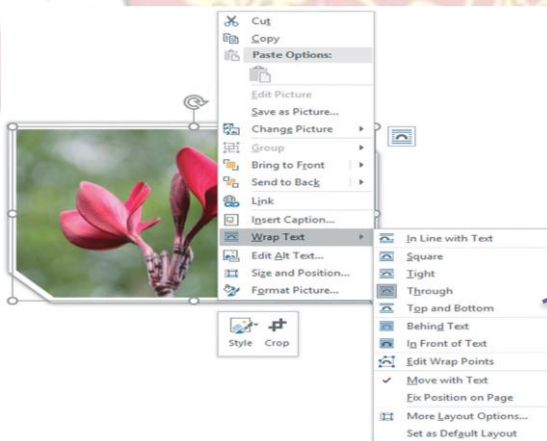 Cut
Copy
Paste Options:
Edit Picture
Save as Picture...
Change Picture
Group
Bring to Front
Send to Back
Link
Insert Caption...
Wrap Text
Edit Alt Text...
Size and Position...
Format Picture...
Style Crop
In Line with Text
Square
Tight
Through
Top and Bottom
Behind Text
In Front of Text
Edit Wrap Points
Move with Text
Fix Position on Page
More Layout Options...
Set as Default Layout